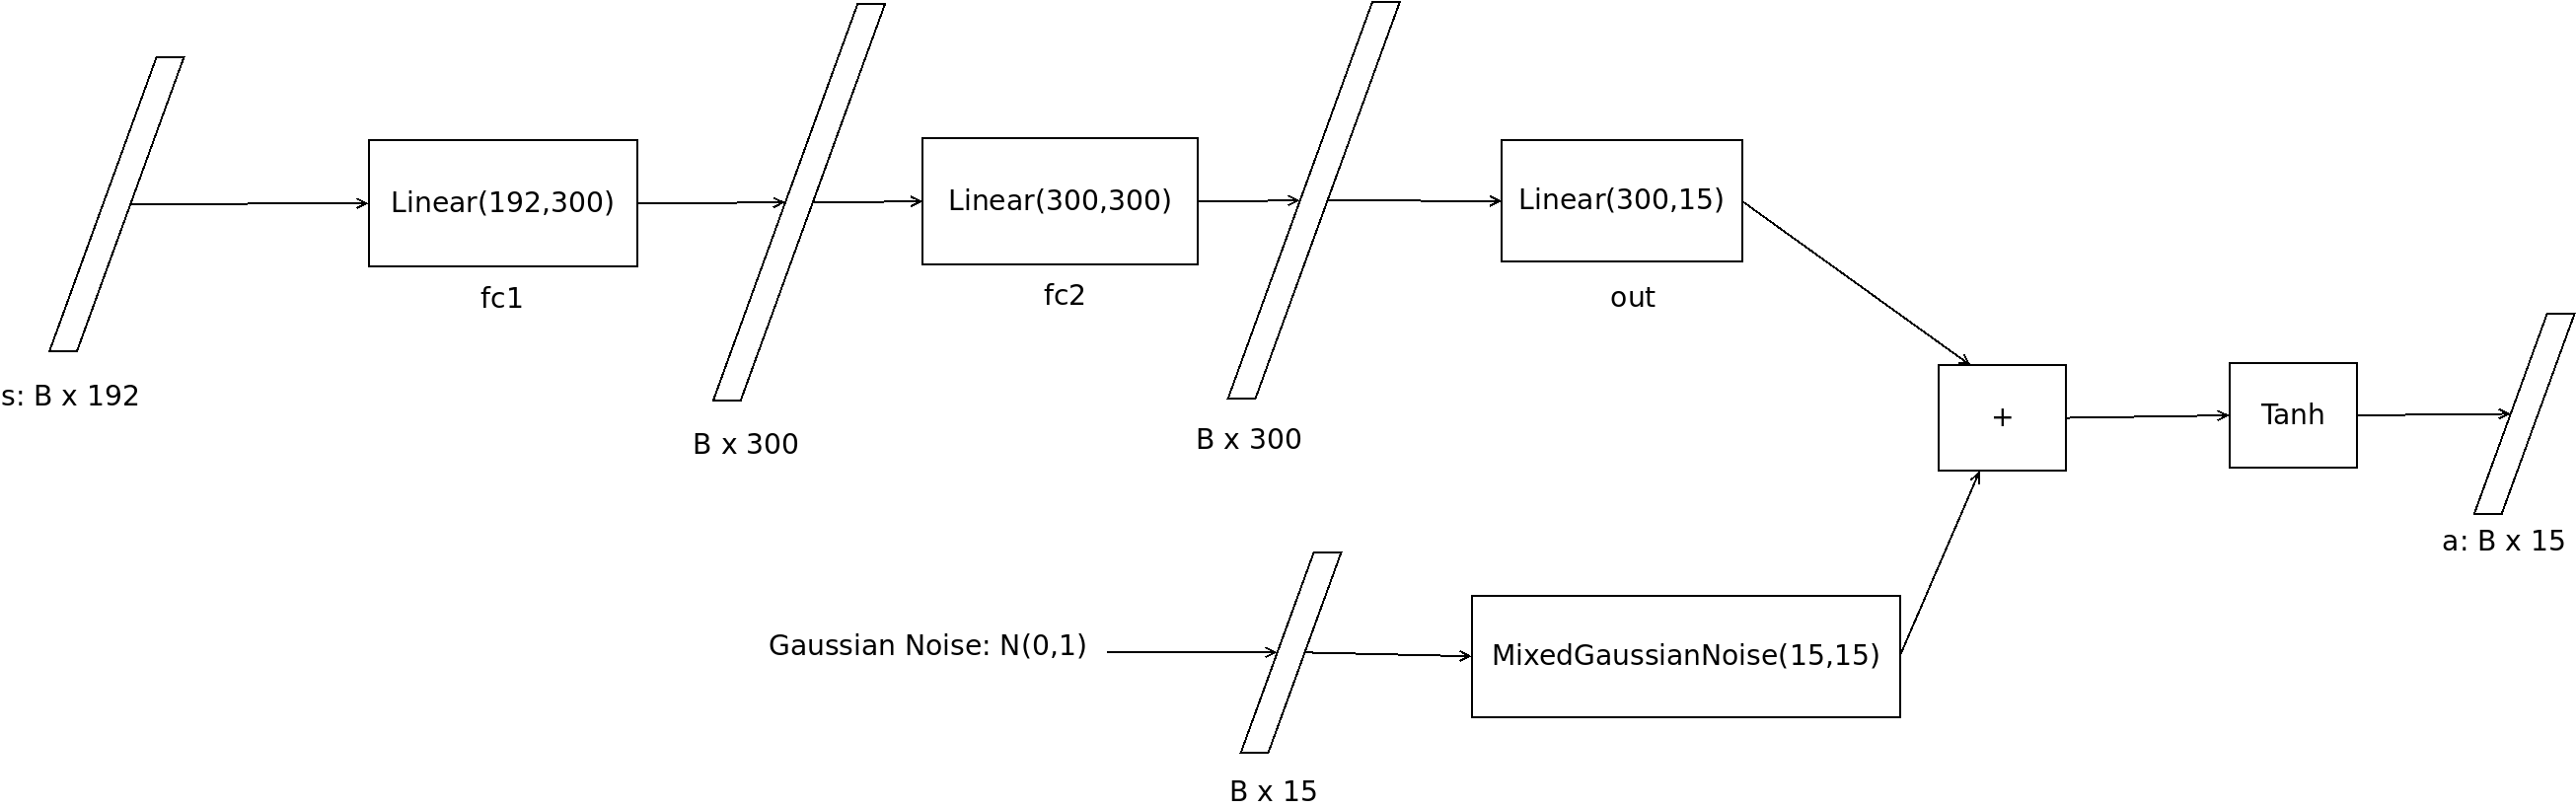 s: B x 192
Linear(192,300)
fc1
B x 300
Linear(300,300)
fc2
B x 300
Linear(300,15)
out
Gaussian Noise: N(0,1)
B x 15
MixedGaussianNoise(15,15)
+
Tanh
a: B x 15